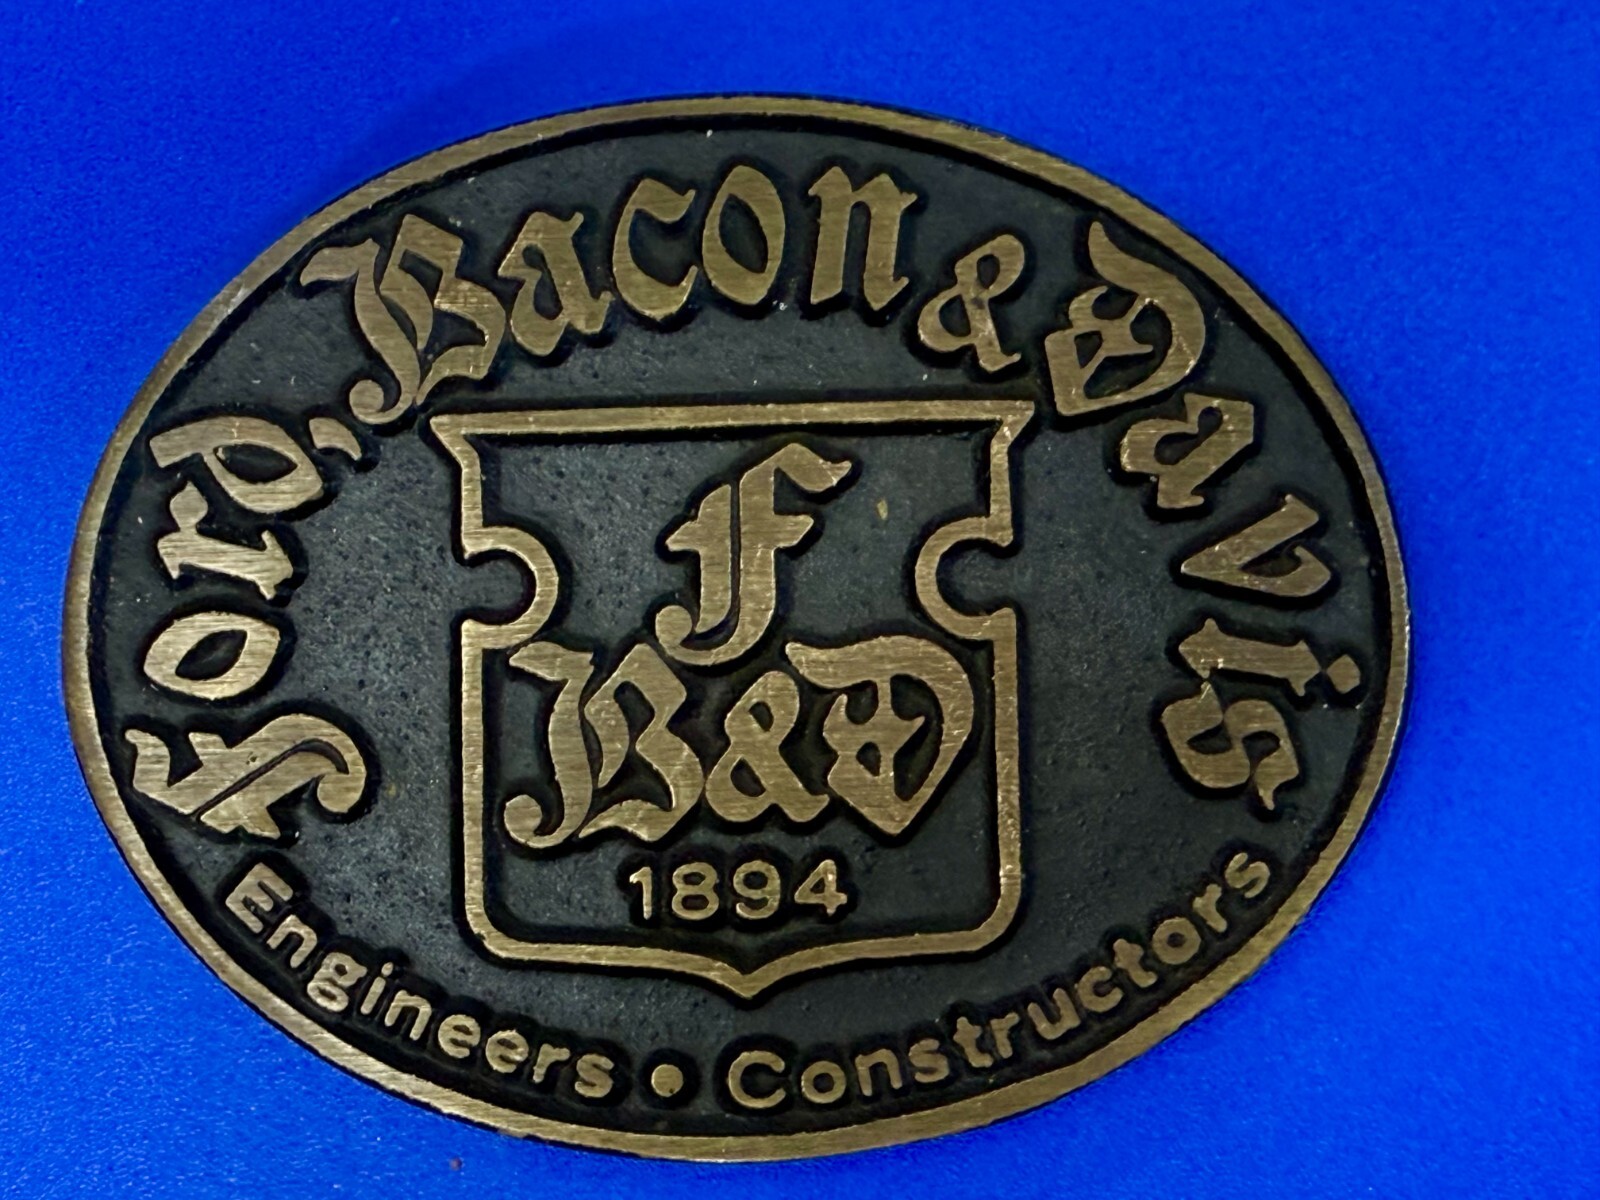 Ford, Bacon & Davis
F
B&D
1894
Engineers • Constructors